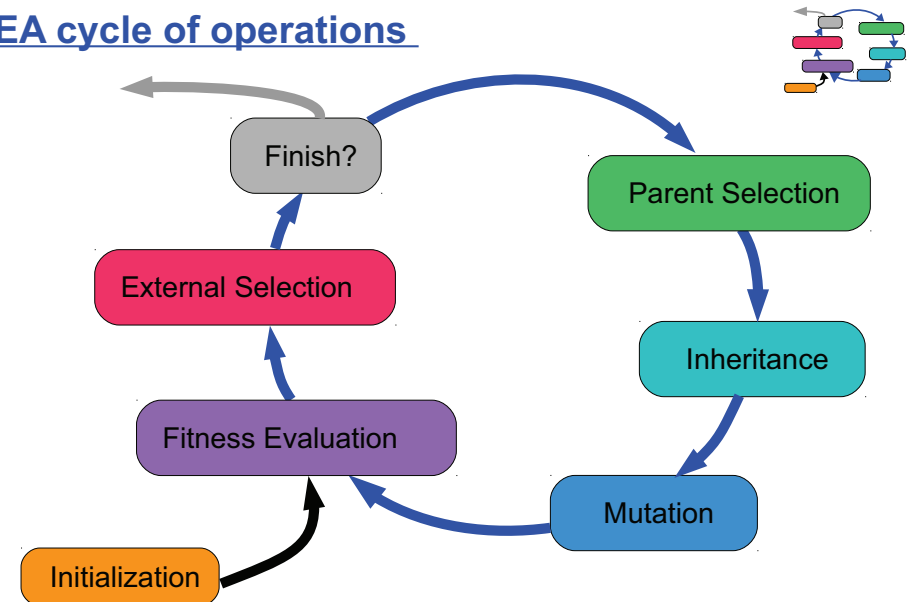 EA cycle of operations
Finish?
Parent Selection
External Selection
Inheritance
Fitness Evaluation
Mutation
Initialization